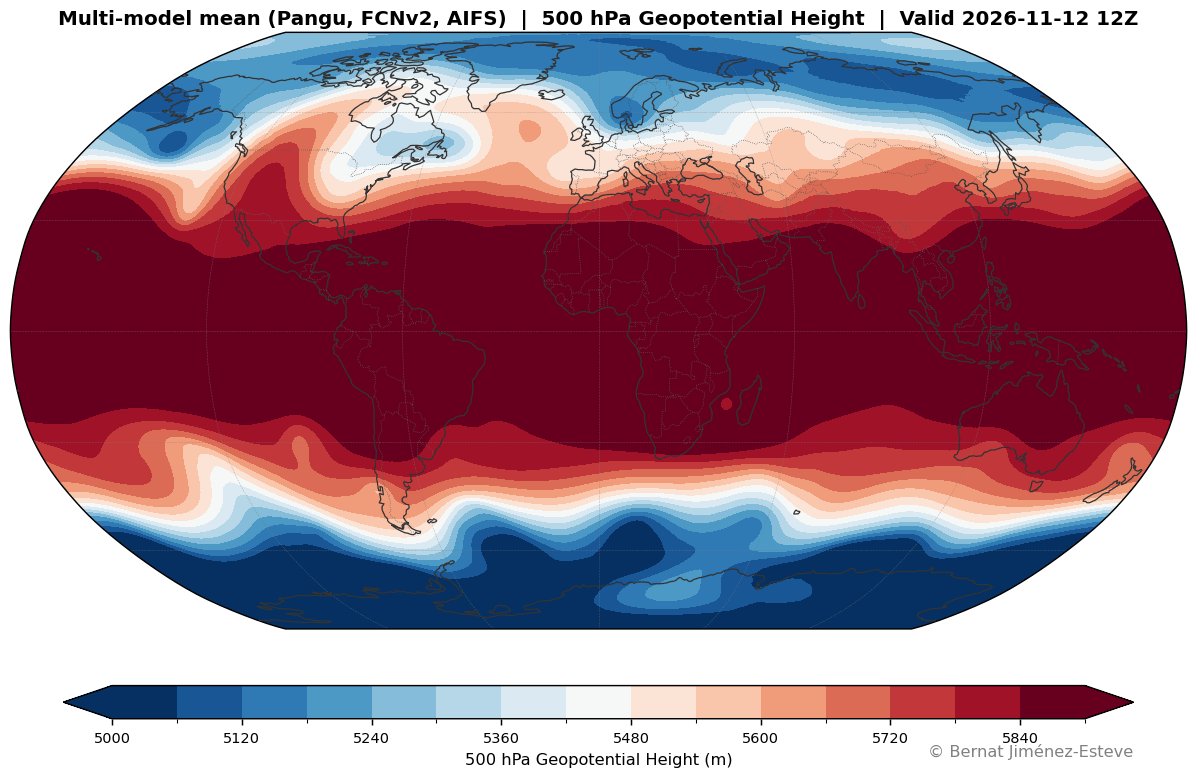 Multi-model mean (Pangu, FCNv2, AIFS)  |  500 hPa Geopotential Height  |  Valid 2026-11-12 12Z
5000 5120 5240 5360 5480 5600 5720 5840
500 hPa Geopotential Height (m)
© Bernat Jiménez-Esteve